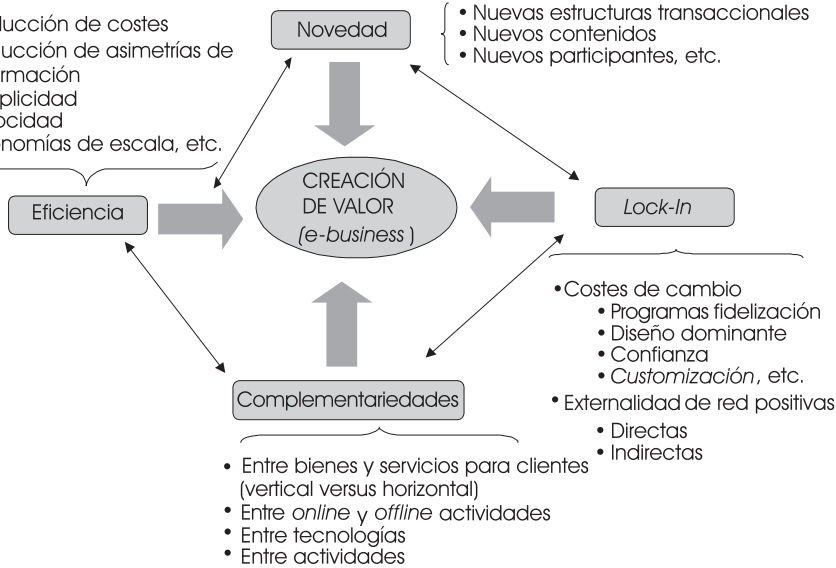 ucción de costes
ucción de asimetrías de
rmación
plicidad
ocidad
nomías de escala, etc.
Novedad
• Nuevas estructuras transaccionales
• Nuevos contenidos
• Nuevos participantes, etc.
Eficiencia
CREACIÓN
DE VALOR
(e-business )
Lock-In
• Costes de cambio
• Programas fidelización
• Diseño dominante
• Confianza
• Customización, etc.
• Externalidad de red positivas
• Directas
• Indirectas
Complementariedades
• Entre bienes y servicios para clientes
(vertical versus horizontal)
• Entre online y offline actividades
• Entre tecnologías
• Entre actividades